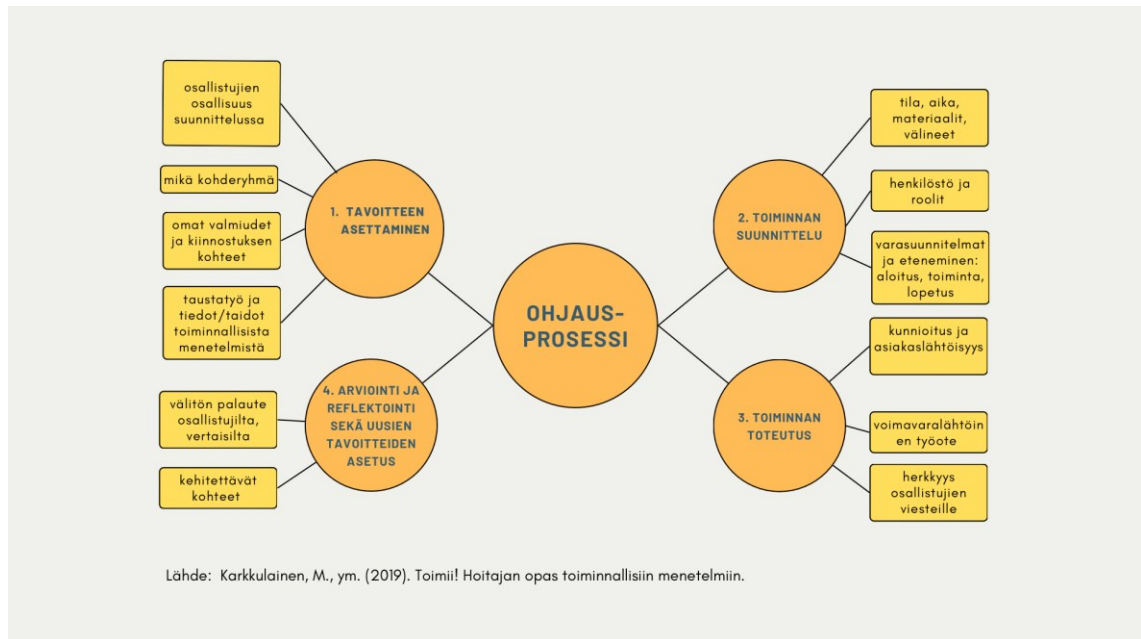 OHJAUS-
PROSESSI
1. TAVOITTEEN
ASETTAMINEN
osallistujien
osallisuus
suunnittelussa
mikä kohderyhmä
omat valmiudet
ja kiinnostuksen
kohteet
taustatyö ja
tiedot/taidot
toiminnallisista
menetelmistä
2. TOIMINNAN
SUUNNITTELU
tila, aika,
materiaalit,
välineet
henkilöstö ja
roolit
varasuunnitelmat
ja eteneminen:
aloitus, toiminta,
lopetus
3. TOIMINNAN
TOTEUTUS
kunnioitus ja
asiakaslähtöisyys
voimavaralähtöin
en työote
herkkyys
osallistujien
viesteille
4. ARVIOINTI JA
REFLEKTOINTI
SEKÄ UUSIEN
TAVOITTEIDEN
ASETUS
välitön palaute
osallistujilta,
vertaisilta
kehitettävät
kohteet
Lähde: Karkkulainen, M., ym. (2019). Toimii! Hoitajan opas toiminnallisiin menetelmiin.